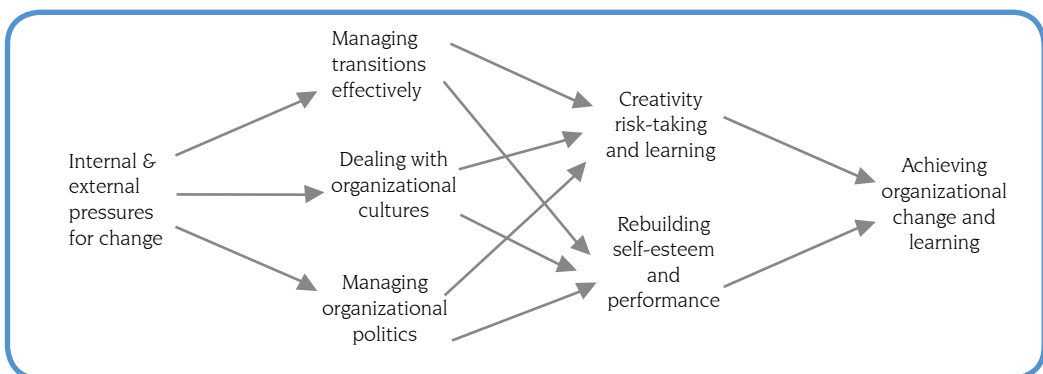 Internal &
external
pressures
for change
Managing
transitions
effectively
Dealing with
organizational
cultures
Managing
organizational
politics
Creativity
risk-taking
and learning
Rebuilding
self-esteem
and
performance
Achieving
organizational
change and
learning